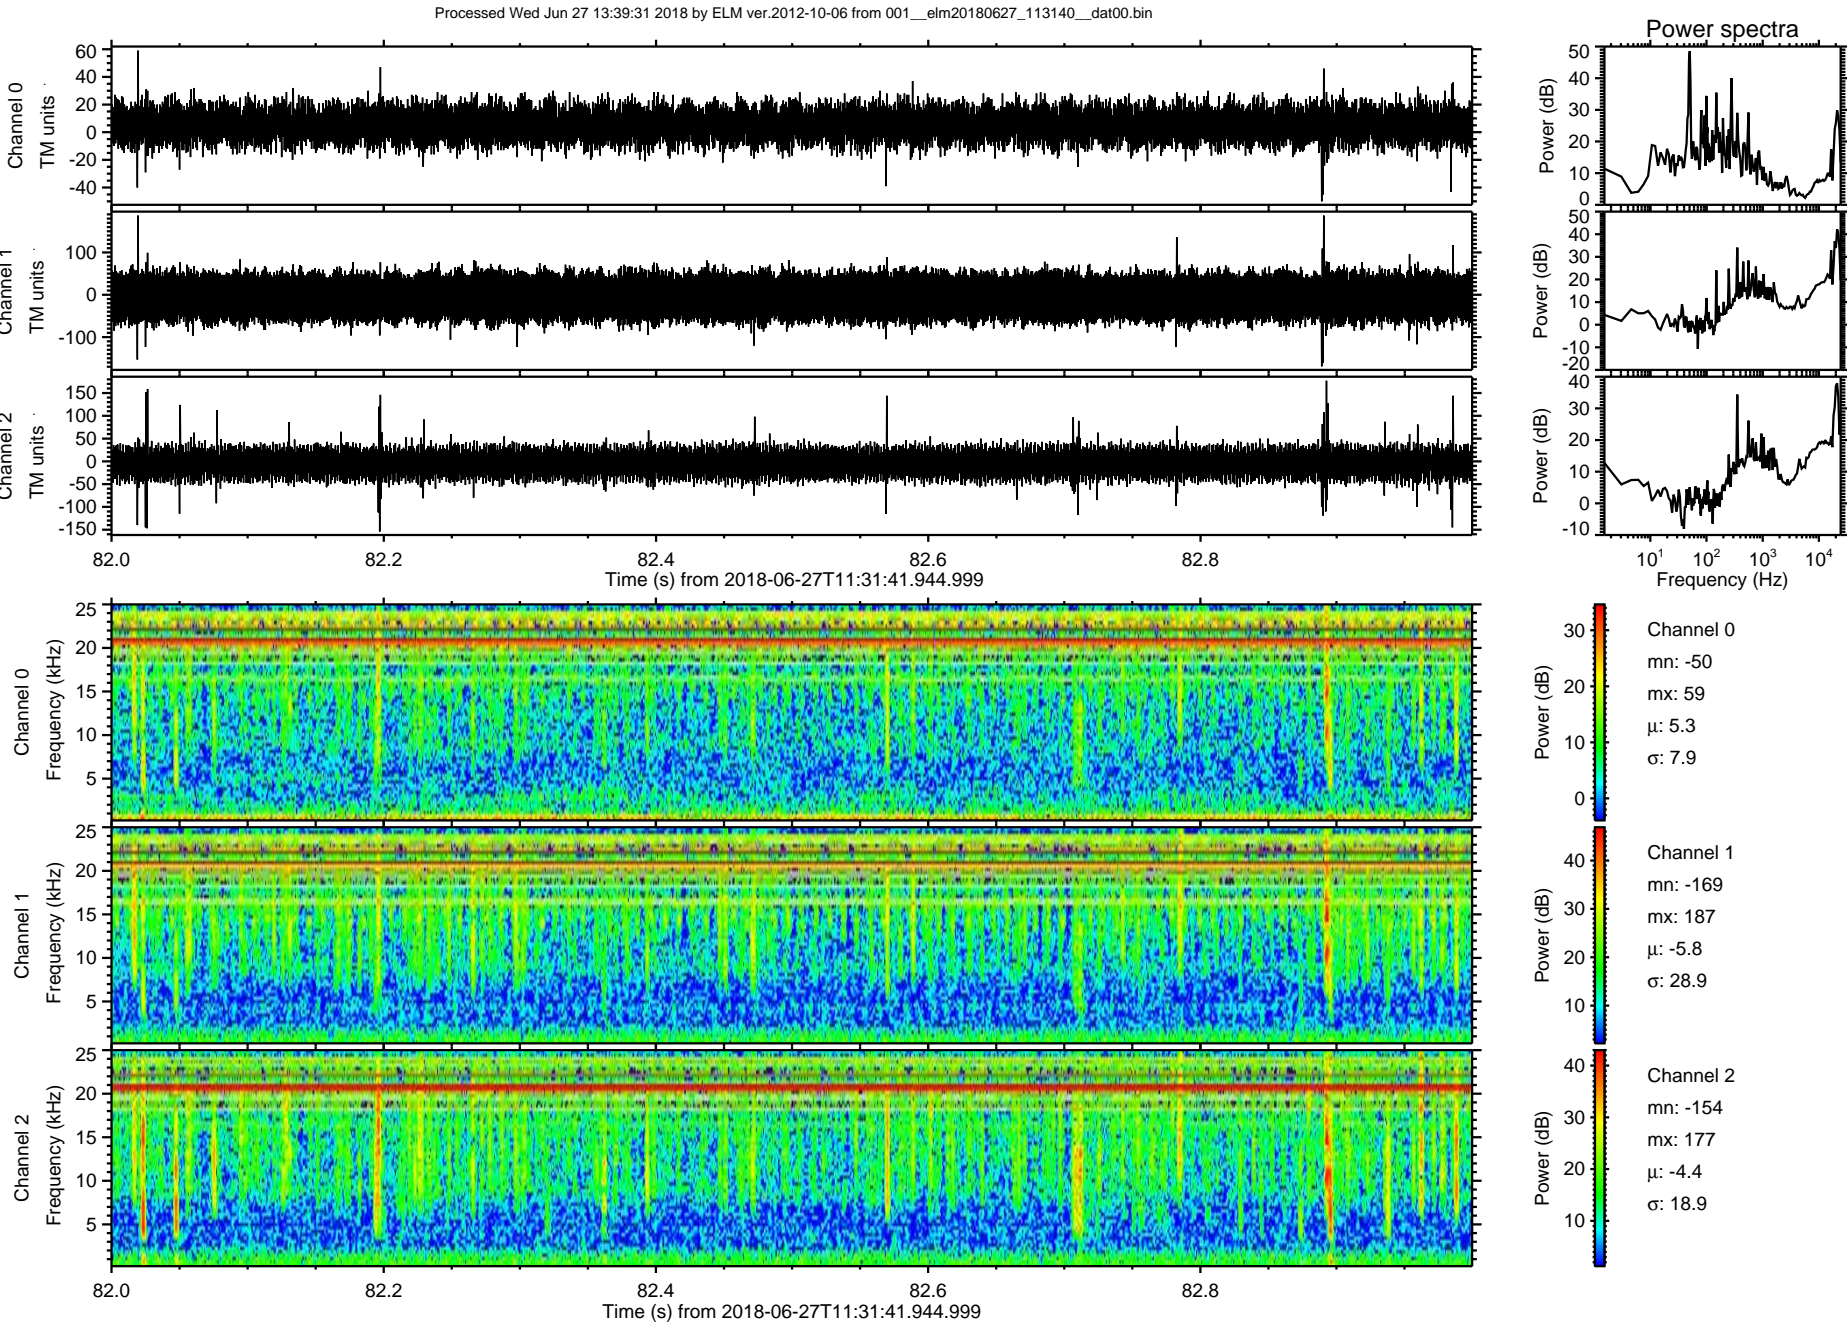 Processed Wed Jun 27 13:39:31 2018 by ELM ver.2012-10-06 from 001__elm20180627_113140__dat00.bin
Power spectra
Channel 0
TM units
60
40
20
0
-20
-40
Power (dB)
50
40
30
20
10
0
Channel 1
TM units
100
0
-100
Power (dB)
50
40
30
20
10
0
-10
-20
Channel 2
TM units
150
100
50
0
-50
-100
-150
Power (dB)
40
30
20
10
0
-10
82.0 82.2 82.4 82.6 82.8
Time (s) from 2018-06-27T11:31:41.944.999
10¹ 10² 10³ 10⁴
Frequency (Hz)
Channel 0
Frequency (kHz)
25
20
15
10
5
Power (dB)
30
20
10
0
Channel 0
mn: -50
mx: 59
μ: 5.3
σ: 7.9
Channel 1
Frequency (kHz)
25
20
15
10
5
Power (dB)
40
30
20
10
Channel 1
mn: -169
mx: 187
μ: -5.8
σ: 28.9
Channel 2
Frequency (kHz)
25
20
15
10
5
Power (dB)
40
30
20
10
Channel 2
mn: -154
mx: 177
μ: -4.4
σ: 18.9
82.0 82.2 82.4 82.6 82.8
Time (s) from 2018-06-27T11:31:41.944.999